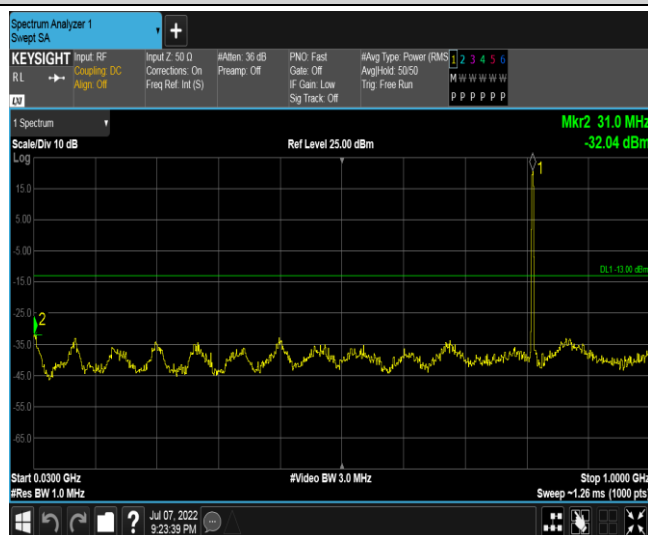 Spectrum Analyzer 1
Swept SA
+
KEYSIGHT
RL
LXI
Input: RF
Coupling: DC
Align: Off
Input Z: 50 Ω
Corrections: On
Freq Ref: Int (S)
#Atten: 36 dB
Preamp: Off
PNO: Fast
Gate: Off
IF Gain: Low
Sig Track: Off
#Avg Type: Power (RMS
Avg|Hold: 50/50
Trig: Free Run
1 2 3 4 5 6
M W W W W W
P P P P P P
1 Spectrum
Scale/Div 10 dB
Ref Level 25.00 dBm
Mkr2 31.0 MHz
-32.04 dBm
Log
1
15.0
5.00
-5.00
DL1 -13.00 dBm
-15.0
-25.0
2
-35.0
-45.0
-55.0
-65.0
Start 0.0300 GHz
#Video BW 3.0 MHz
Stop 1.0000 GHz
#Res BW 1.0 MHz
Sweep ~1.26 ms (1000 pts)
?
Jul 07, 2022
9:23:39 PM